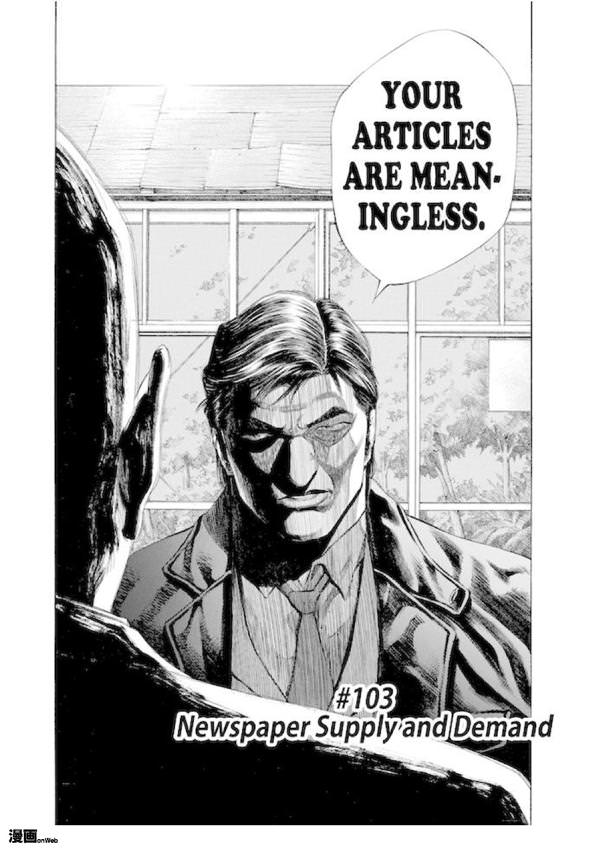 YOUR
ARTICLES
ARE MEAN-
INGLESS.
#103
Newspaper Supply and Demand
漫画onWeb